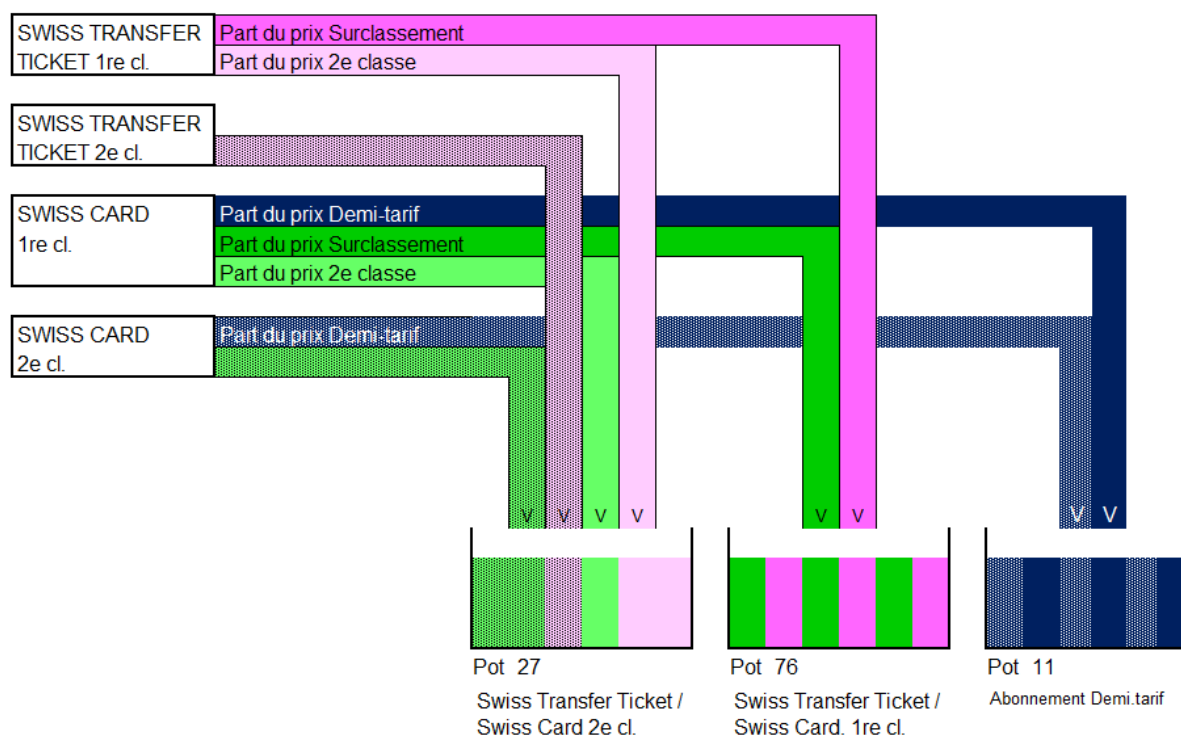 SWISS TRANSFER
TICKET 1re cl.
Part du prix Surclassement
Part du prix 2e classe
SWISS TRANSFER
TICKET 2e cl.
SWISS CARD
1re cl.
Part du prix Demi-tarif
Part du prix Surclassement
Part du prix 2e classe
SWISS CARD
2e cl.
Part du prix Demi-tarif
V V V V V V V V
Pot 27
Swiss Transfer Ticket /
Swiss Card 2e cl.
Pot 76
Swiss Transfer Ticket /
Swiss Card. 1re cl.
Pot 11
Abonnement Demi.tarif